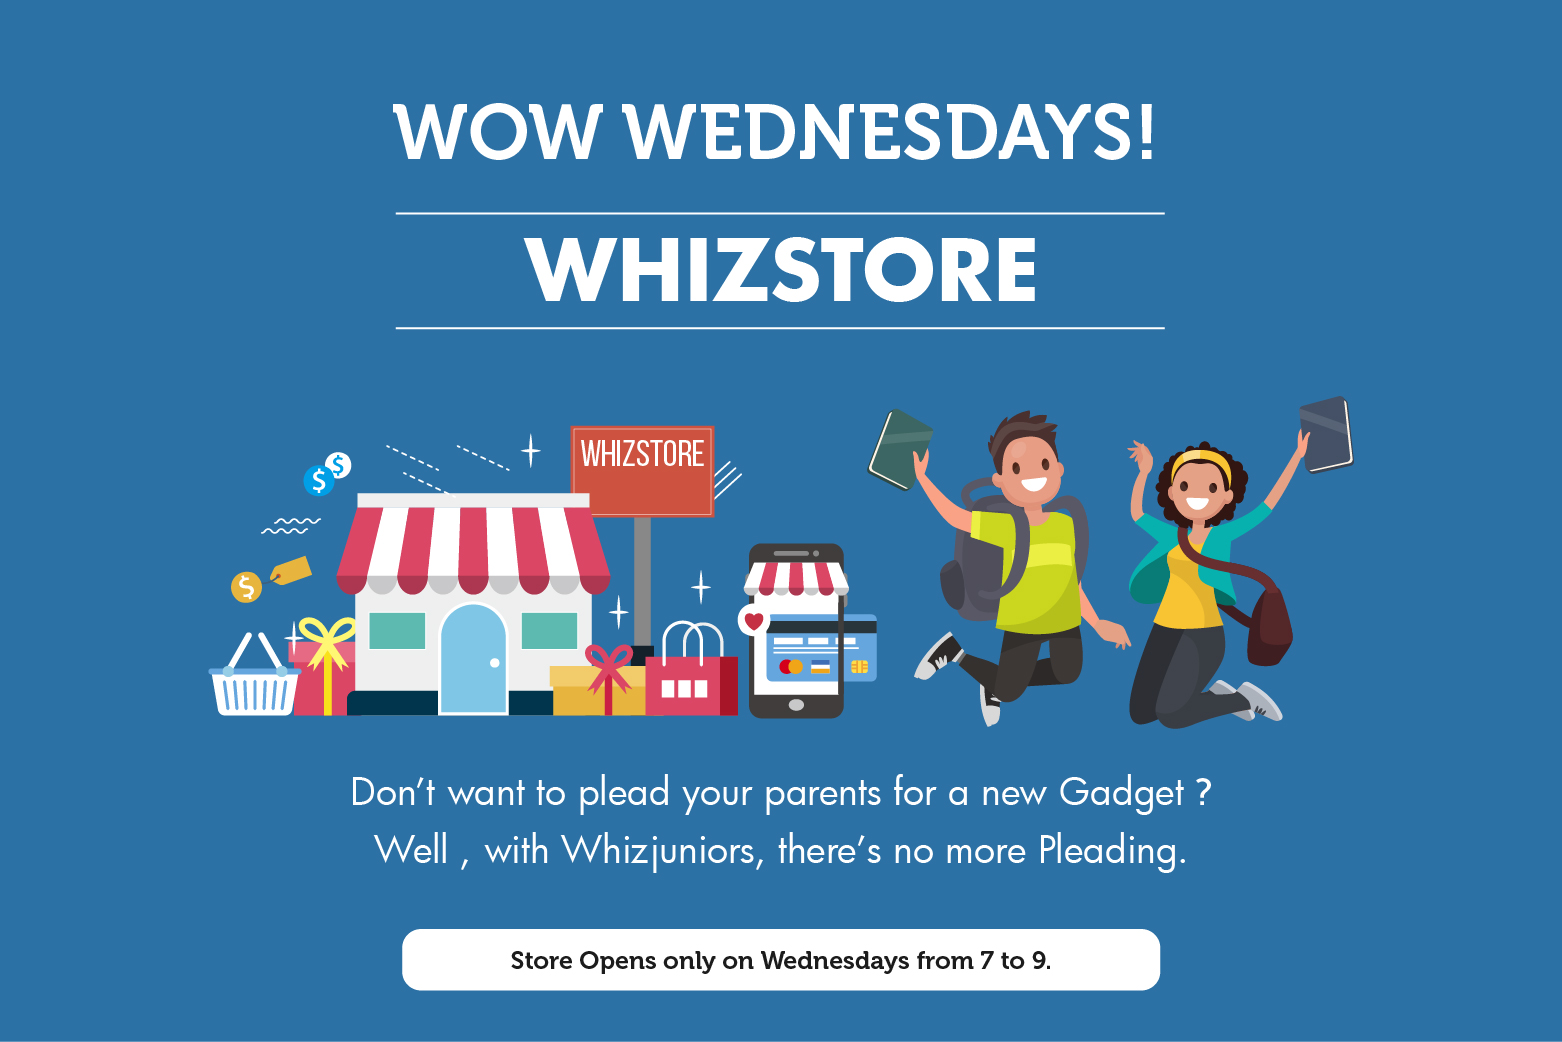 WOW WEDNESDAYS!
WHIZSTORE
WHIZSTORE
$
$
$
Don't want to plead your parents for a new Gadget ?
Well , with Whizjuniors, there's no more Pleading.
Store Opens only on Wednesdays from 7 to 9.